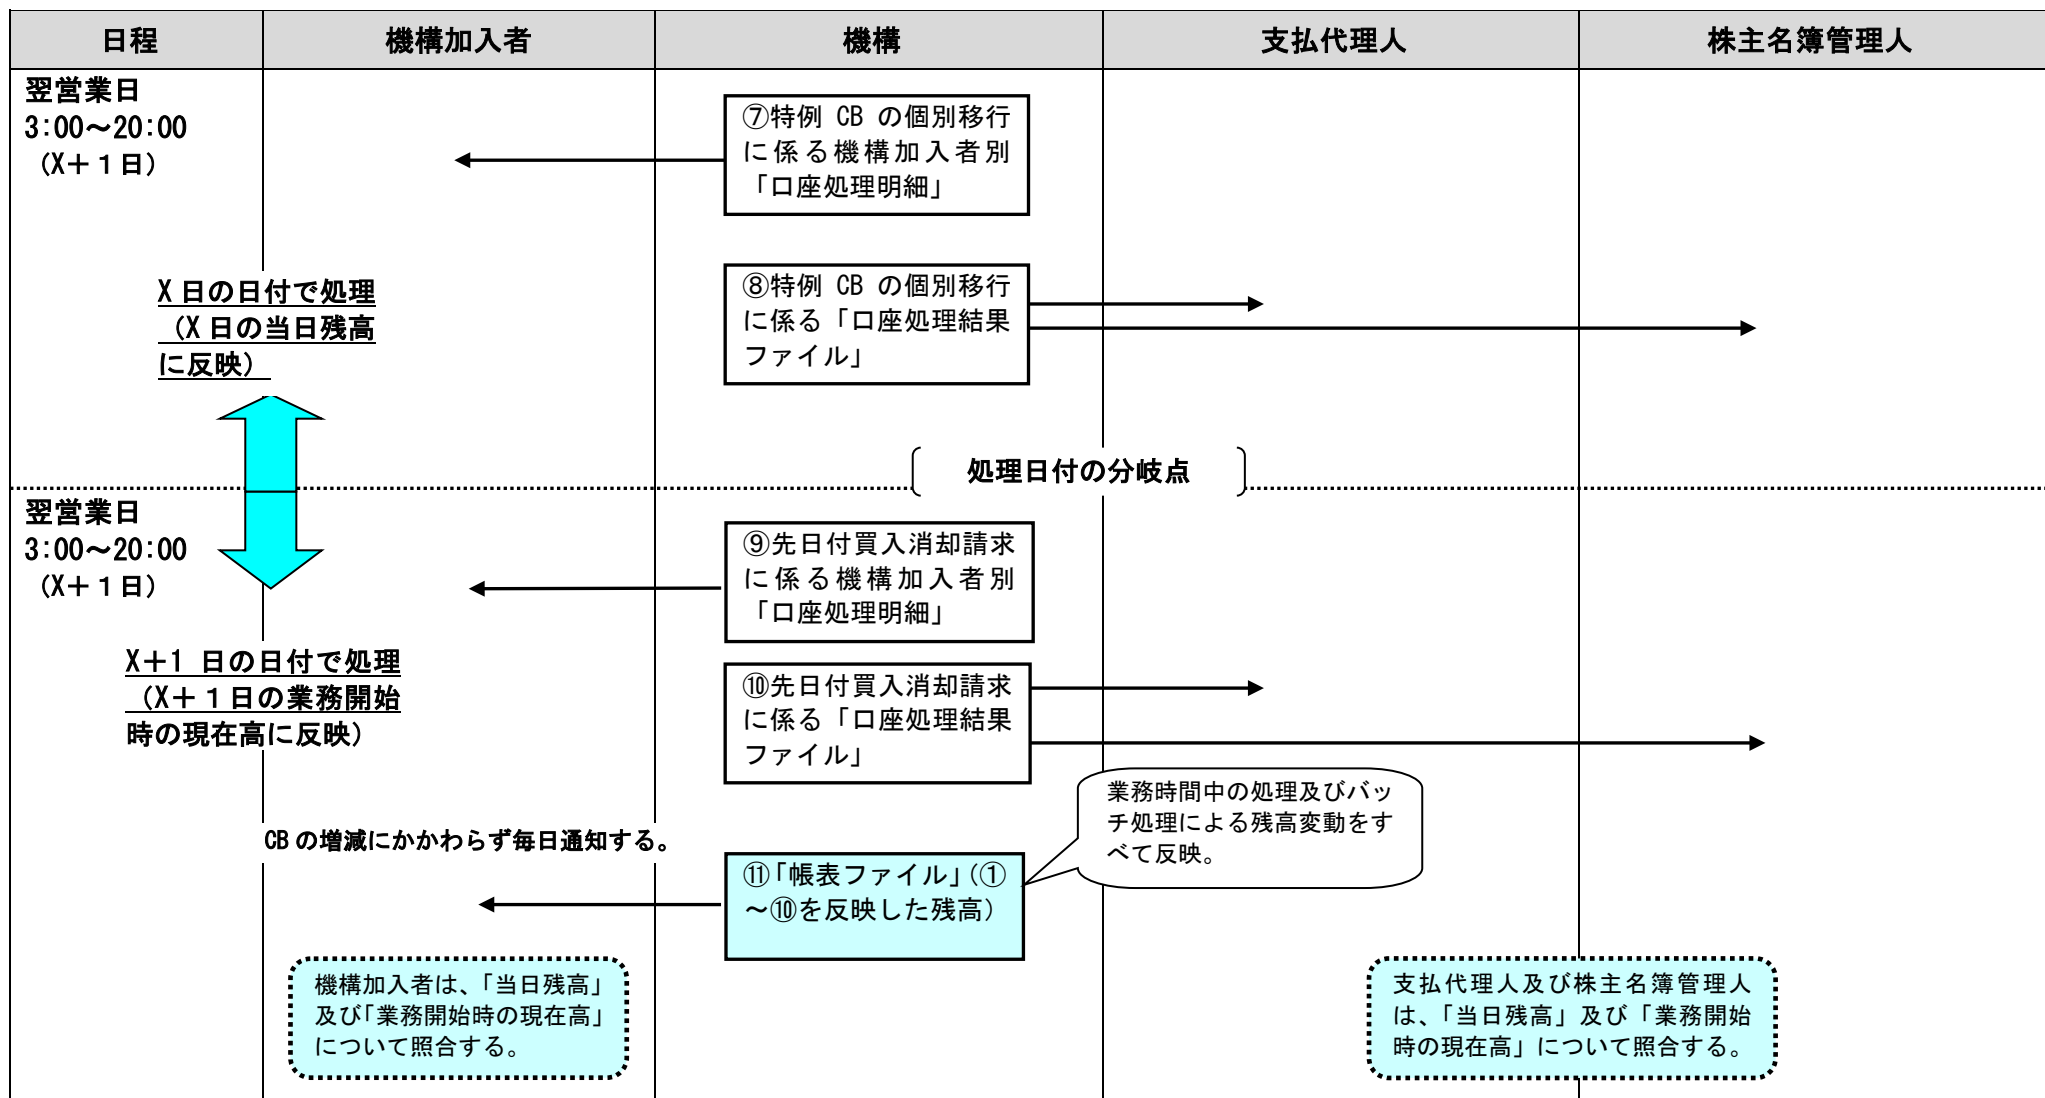 日程
機構加入者
機構
支払代理人
株主名簿管理人
翌営業日
3:00～20:00
（X＋１日）
⑦特例 CB の個別移行
に係る機構加入者別
「口座処理明細」
X 日の日付で処理
（X 日の当日残高
に反映）
⑧特例 CB の個別移行
に係る「口座処理結果
ファイル」
処理日付の分岐点
翌営業日
3:00～20:00
（X＋１日）
⑨先日付買入消却請求
に係る機構加入者別
「口座処理明細」
X＋1 日の日付で処理
（X＋１日の業務開始
時の現在高に反映）
⑩先日付買入消却請求
に係る「口座処理結果
ファイル」
業務時間中の処理及びバッ
チ処理による残高変動をす
べて反映。
CB の増減にかかわらず毎日通知する。
⑪「帳表ファイル」（①
～⑩を反映した残高）
機構加入者は、「当日残高」
及び「業務開始時の現在高」
について照合する。
支払代理人及び株主名簿管理人
は、「当日残高」及び「業務開始
時の現在高」について照合する。